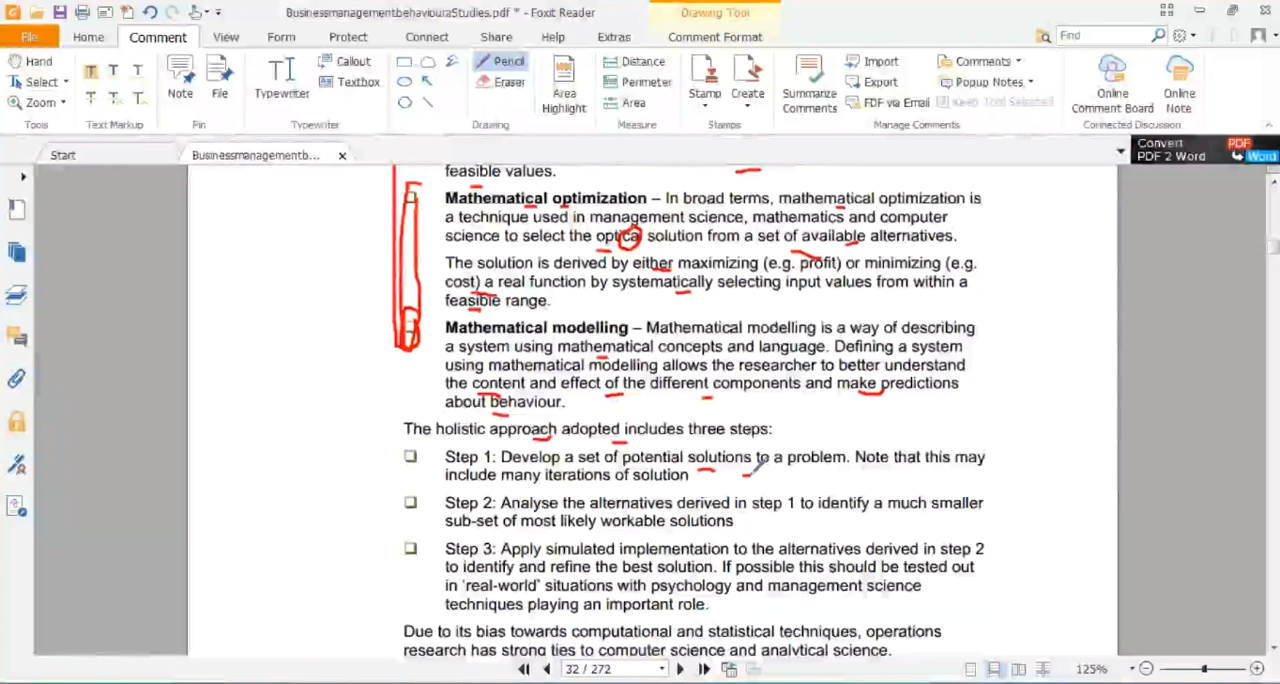 BusinessmanagementbehaviouraStudies.pdf * - Foxit Reader
Drawing Tool
File Home Comment View Form Protect Connect Share Help Extras Comment Format
Find
Hand
Select
Zoom
Tools
T T T
T T T
Text Markup
Note File
Pin
Typewriter
Callout
Textbox
Typewriter
Pencil
Eraser
Drawing
Area
Highlight
Distance
Perimeter
Area
Measure
Stamp Create
Stamps
Summarize
Comments
Import
Export
FDF via Email
Comments
Popup Notes
Keep Tool Selected
Manage Comments
Online
Comment Board
Online
Note
Connected Discussion
Start
Businessmanagementb...
Convert PDF
PDF 2 Word Word
feasible values.
Mathematical optimization – In broad terms, mathematical optimization is
a technique used in management science, mathematics and computer
science to select the optical solution from a set of available alternatives.
The solution is derived by either maximizing (e.g. profit) or minimizing (e.g.
cost) a real function by systematically selecting input values from within a
feasible range.
Mathematical modelling – Mathematical modelling is a way of describing
a system using mathematical concepts and language. Defining a system
using mathematical modelling allows the researcher to better understand
the content and effect of the different components and make predictions
about behaviour.
The holistic approach adopted includes three steps:
Step 1: Develop a set of potential solutions to a problem. Note that this may
include many iterations of solution
Step 2: Analyse the alternatives derived in step 1 to identify a much smaller
sub-set of most likely workable solutions
Step 3: Apply simulated implementation to the alternatives derived in step 2
to identify and refine the best solution. If possible this should be tested out
in ‘real-world’ situations with psychology and management science
techniques playing an important role.
Due to its bias towards computational and statistical techniques, operations
research has strong ties to computer science and analytical science.
32 / 272
125%